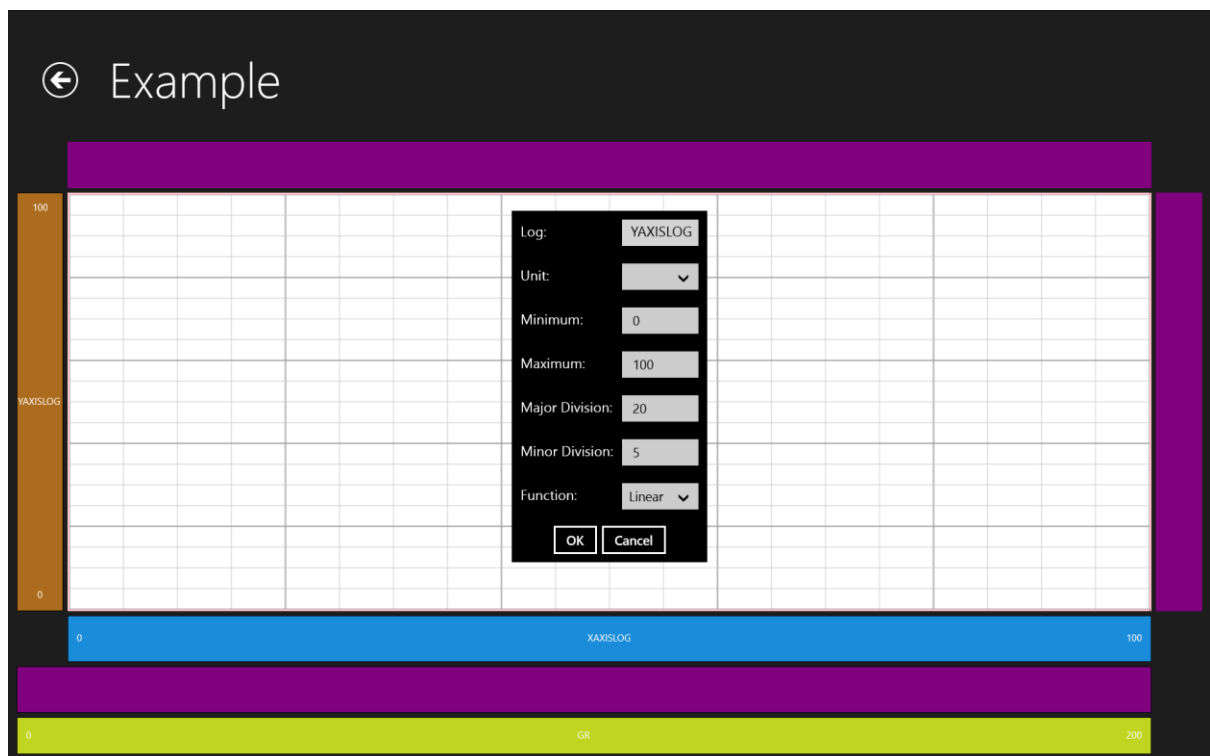 Example
100
YAXISLOG
0
Log: YAXISLOG
Unit:
Minimum: 0
Maximum: 100
Major Division: 20
Minor Division: 5
Function: Linear
OK Cancel
0 XAXISLOG 100
0 GR 200